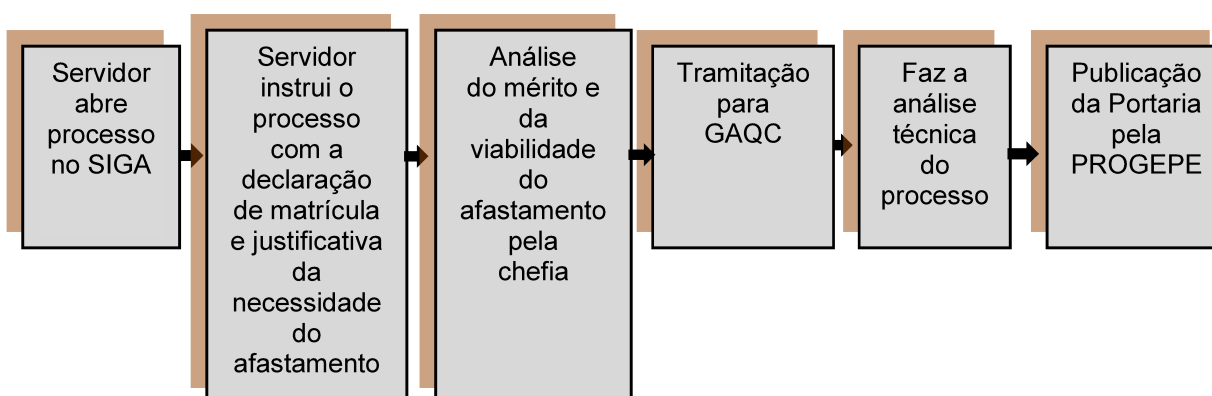 Servidor
abre
processo
no SIGA
Servidor
instrui o
processo
com a
declaração
de matrícula
e justificativa
da
necessidade
do
afastamento
Análise
do mérito e
da
viabilidade
do
afastamento
pela
chefia
Tramitação
para
GAQC
Faz a
análise
técnica
do
processo
Publicação
da Portaria
pela
PROGEPE